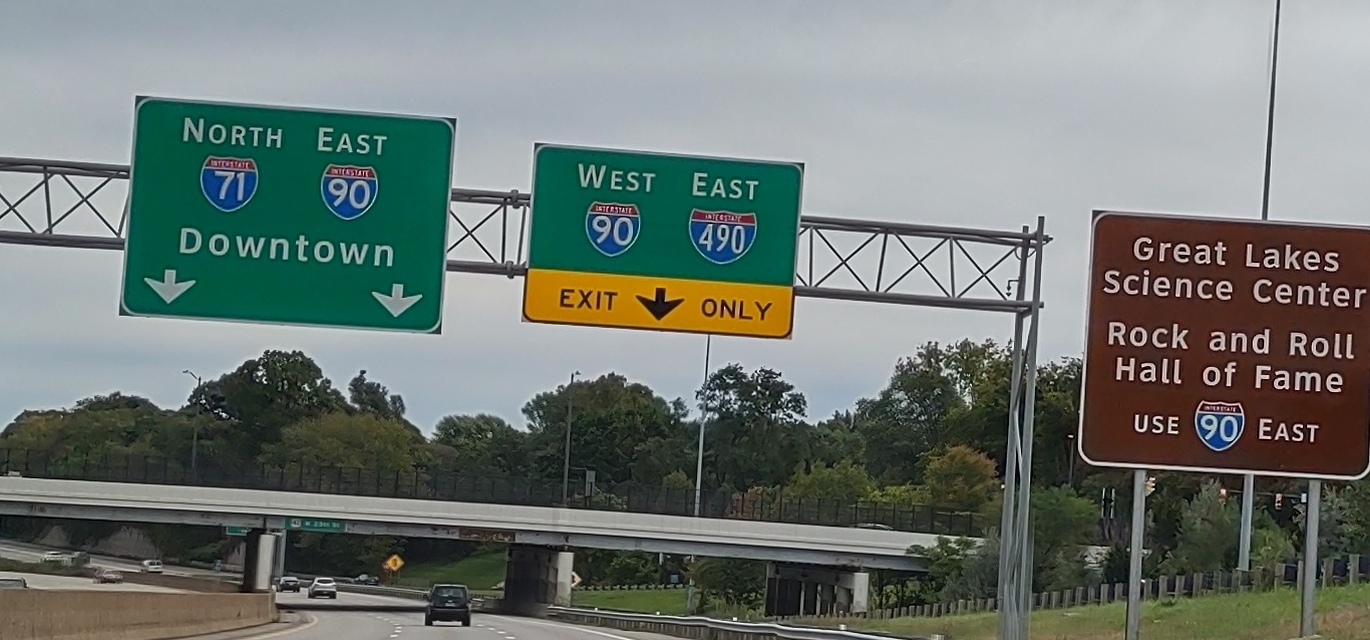 NORTH EAST
INTERSTATE 71 INTERSTATE 90
Downtown
WEST EAST
INTERSTATE 90 INTERSTATE 490
EXIT ONLY
Great Lakes
Science Center
Rock and Roll
Hall of Fame
USE INTERSTATE 90 EAST